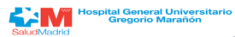 Hospital General Universitario
Gregorio Marañón
SaludMadrid